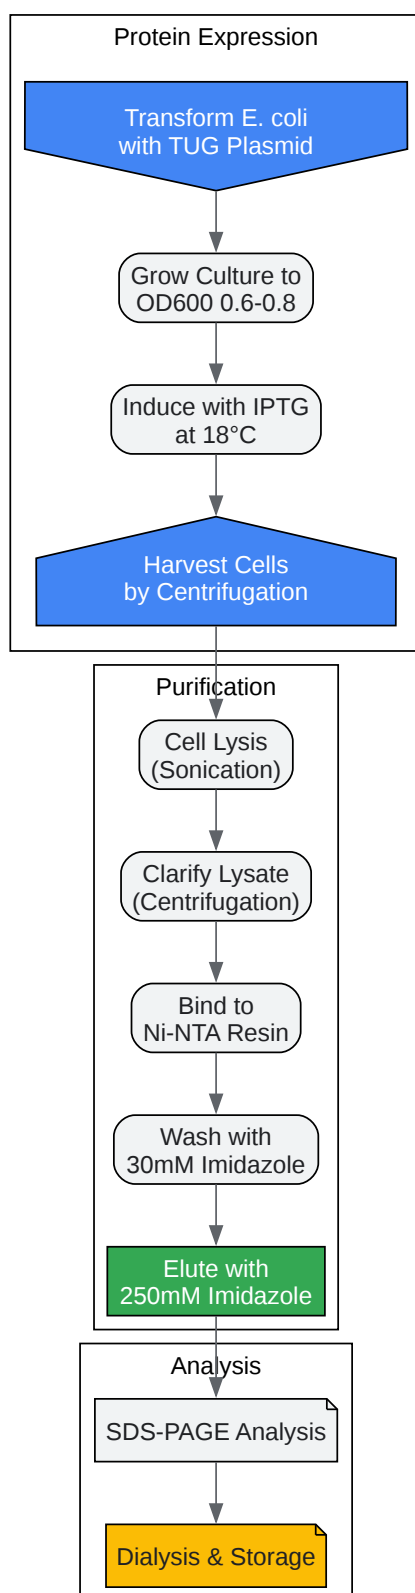 Protein Expression
Transform E. coli
with TUG Plasmid
Grow Culture to
OD600 0.6-0.8
Induce with IPTG
at 18°C
Harvest Cells
by Centrifugation
Purification
Cell Lysis
(Sonication)
Clarify Lysate
(Centrifugation)
Bind to
Ni-NTA Resin
Wash with
30mM Imidazole
Elute with
250mM Imidazole
Analysis
SDS-PAGE Analysis
Dialysis & Storage